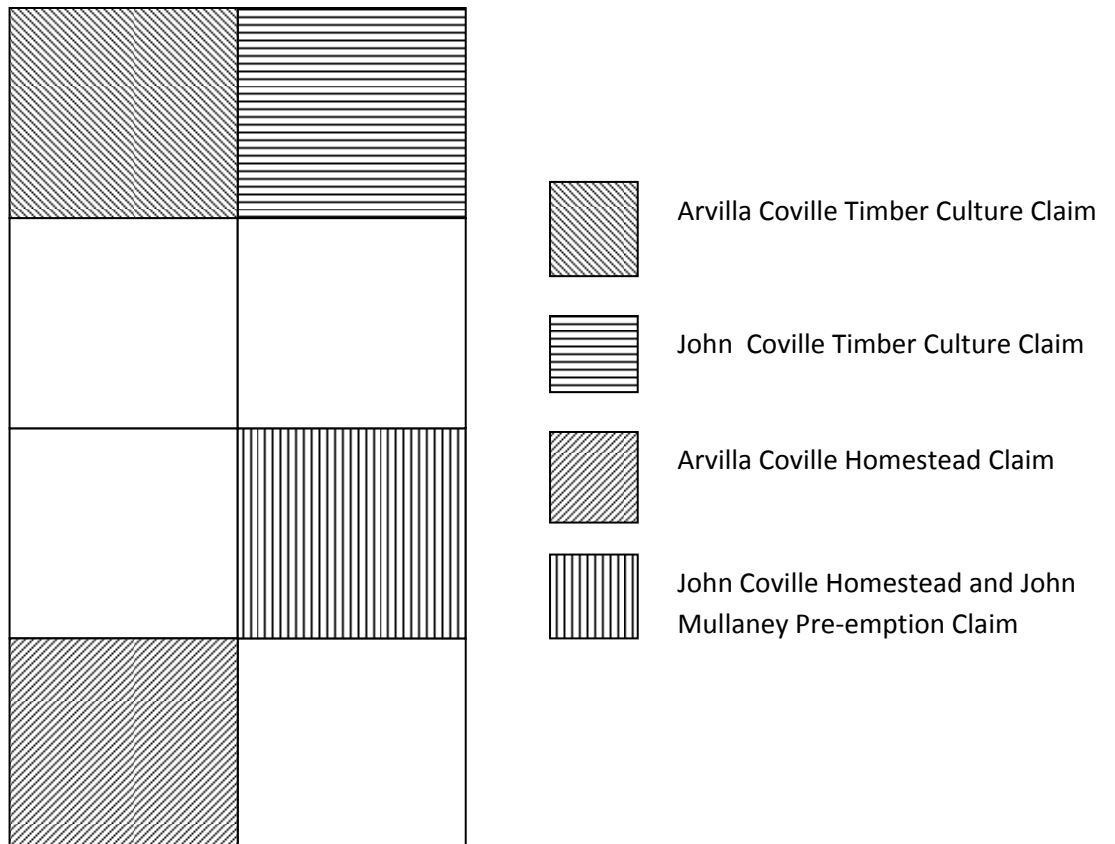 Arvilla Coville Timber Culture Claim
John  Coville Timber Culture Claim
Arvilla Coville Homestead Claim
John Coville Homestead and John
Mullaney Pre-emption Claim